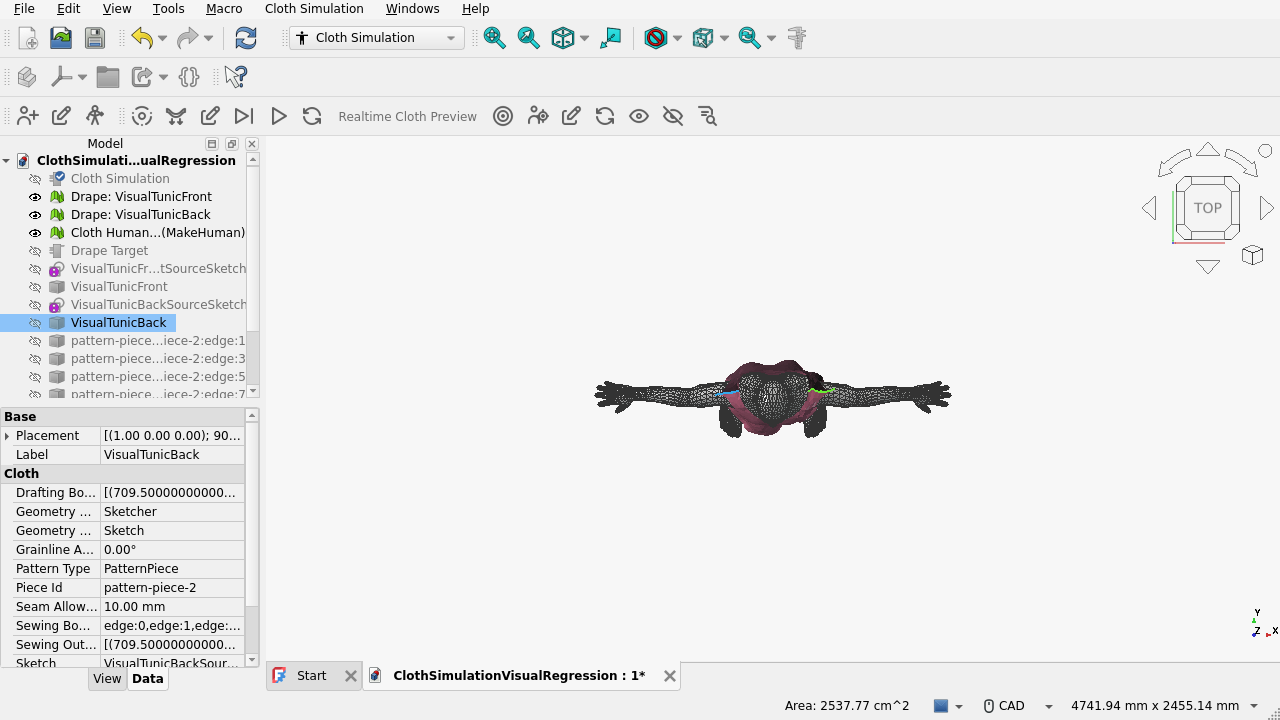 File Edit View Tools Macro Cloth Simulation Windows Help
Cloth Simulation
Realtime Cloth Preview
Model
ClothSimulati...ualRegression
Cloth Simulation
Drape: VisualTunicFront
Drape: VisualTunicBack
Cloth Human...(MakeHuman)
Drape Target
VisualTunicFr...tSourceSketch
VisualTunicFront
VisualTunicBackSourceSketch
VisualTunicBack
pattern-piece...iece-2:edge:1
pattern-piece...iece-2:edge:3
pattern-piece...iece-2:edge:5
pattern-piece...iece-2:edge:7
TOP
Base
Placement [(1.00 0.00 0.00); 90...
Label VisualTunicBack
Cloth
Drafting Bo... [(709.50000000000...
Geometry ... Sketcher
Geometry ... Sketch
Grainline A... 0.00°
Pattern Type PatternPiece
Piece Id pattern-piece-2
Seam Allow... 10.00 mm
Sewing Bo... edge:0,edge:1,edge:...
Sewing Out... [(709.50000000000...
Sketch VisualTunicBackSour...
Y
Z X
View Data
Start ClothSimulationVisualRegression : 1*
Area: 2537.77 cm^2 CAD 4741.94 mm x 2455.14 mm